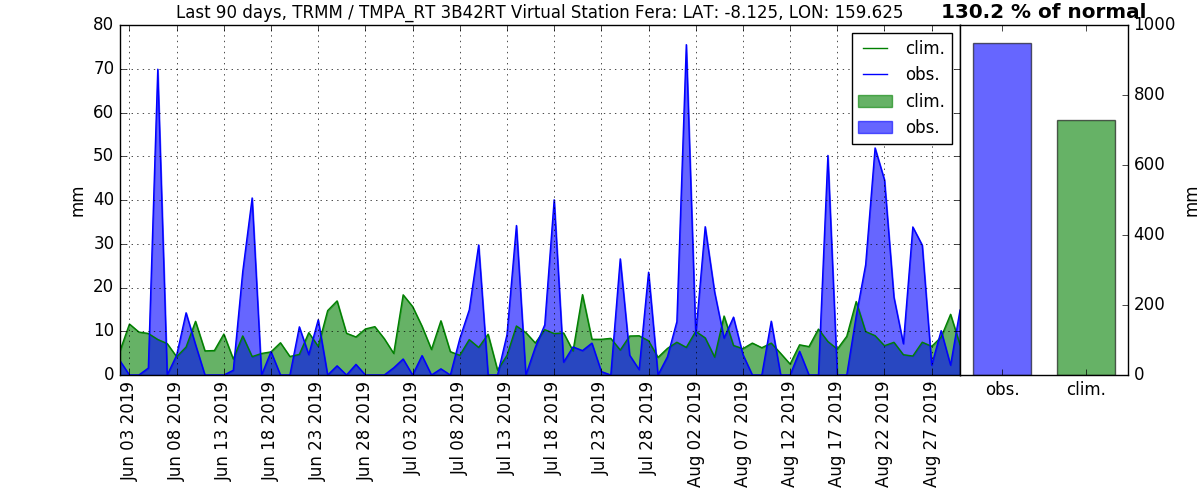 Last 90 days, TRMM / TMPA_RT 3B42RT Virtual Station Fera: LAT: -8.125, LON: 159.625
130.2 % of normal
80
70
60
50
40
30
20
10
0
mm
clim.
obs.
clim.
obs.
Jun 03 2019
Jun 08 2019
Jun 13 2019
Jun 18 2019
Jun 23 2019
Jun 28 2019
Jul 03 2019
Jul 08 2019
Jul 13 2019
Jul 18 2019
Jul 23 2019
Jul 28 2019
Aug 02 2019
Aug 07 2019
Aug 12 2019
Aug 17 2019
Aug 22 2019
Aug 27 2019
1000
800
600
400
200
0
mm
obs.
clim.